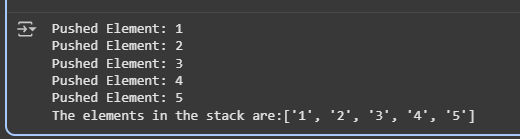 Pushed Element: 1
Pushed Element: 2
Pushed Element: 3
Pushed Element: 4
Pushed Element: 5
The elements in the stack are:['1', '2', '3', '4', '5']